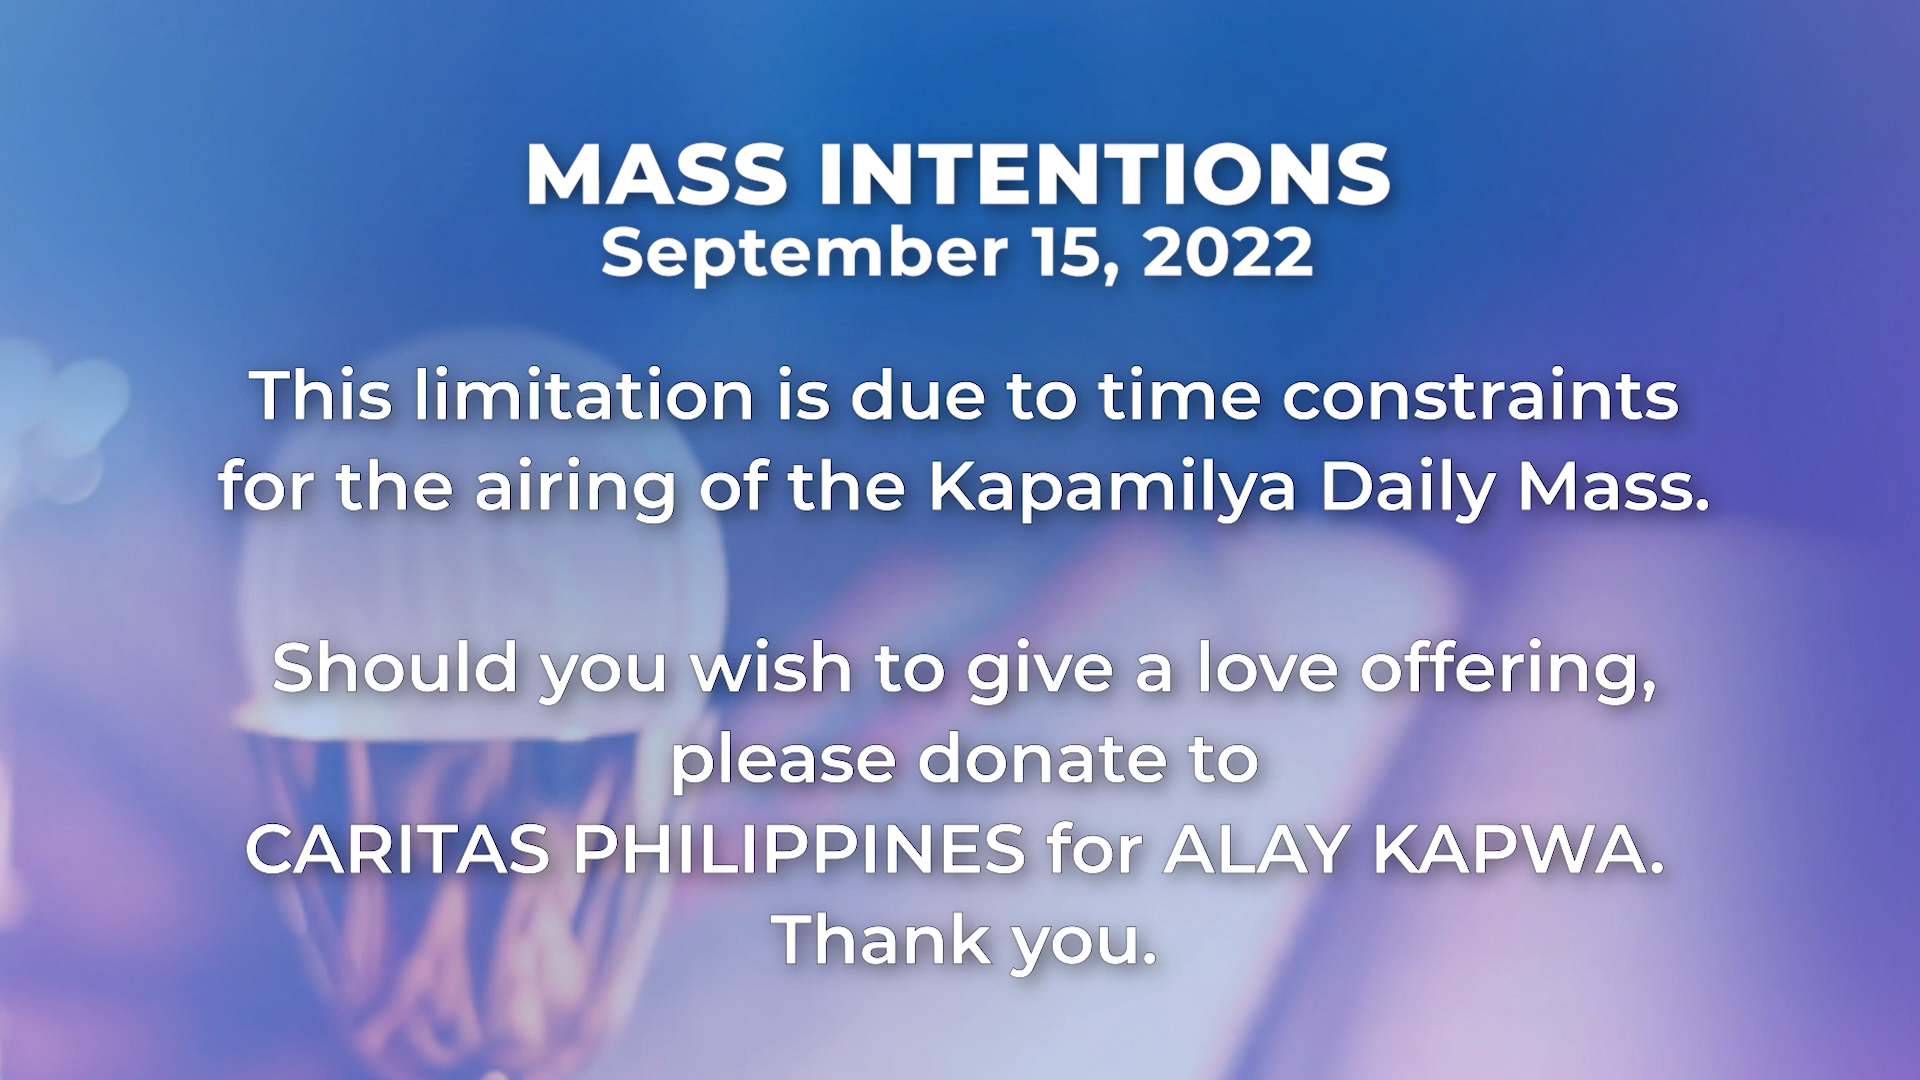 MASS INTENTIONS
September 15, 2022
This limitation is due to time constraints
for the airing of the Kapamilya Daily Mass.
Should you wish to give a love offering,
please donate to
CARITAS PHILIPPINES for ALAY KAPWA.
Thank you.